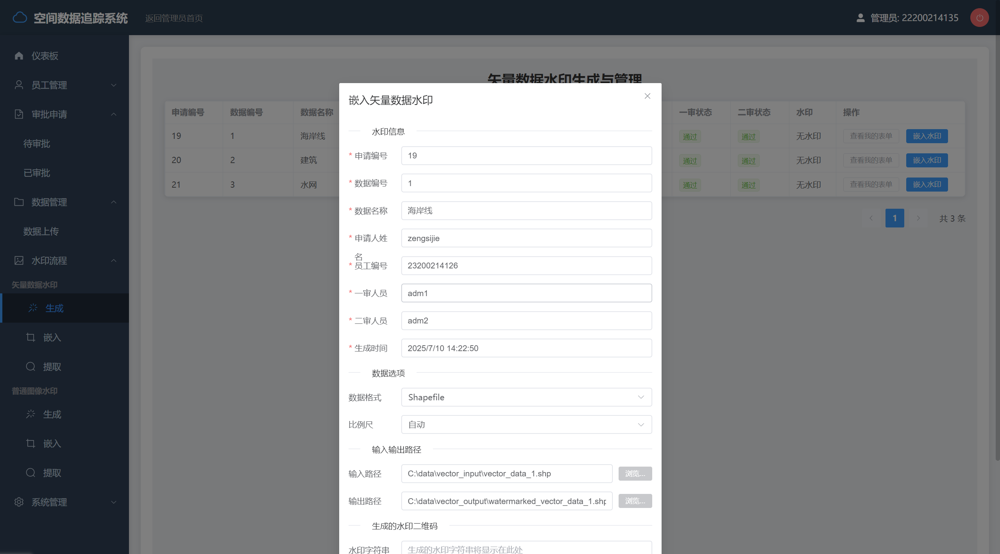 空间数据追踪系统 返回管理员首页 管理员: 22200214135
仪表板
员工管理
审批申请
待审批
已审批
数据管理
数据上传
水印流程
矢量数据水印
生成
嵌入
提取
普通图像水印
生成
嵌入
提取
系统管理
矢量数据水印生成与管理
申请编号 数据编号 数据名称 一审状态 二审状态 水印 操作
19 1 海岸线 通过 通过 无水印 查看我的表单 嵌入水印
20 2 建筑 通过 通过 无水印 查看我的表单 嵌入水印
21 3 水网 通过 通过 无水印 查看我的表单 嵌入水印
1 共 3 条
嵌入矢量数据水印
水印信息
* 申请编号 19
* 数据编号 1
* 数据名称 海岸线
* 申请人姓名 zengsijie
* 员工编号 23200214126
* 一审人员 adm1
* 二审人员 adm2
* 生成时间 2025/7/10 14:22:50
数据选项
数据格式 Shapefile
比例尺 自动
输入输出路径
输入路径 C:\data\vector_input\vector_data_1.shp 浏览...
输出路径 C:\data\vector_output\watermarked_vector_data_1.shp 浏览...
生成的水印二维码
水印字符串 生成的水印字符串将显示在此处